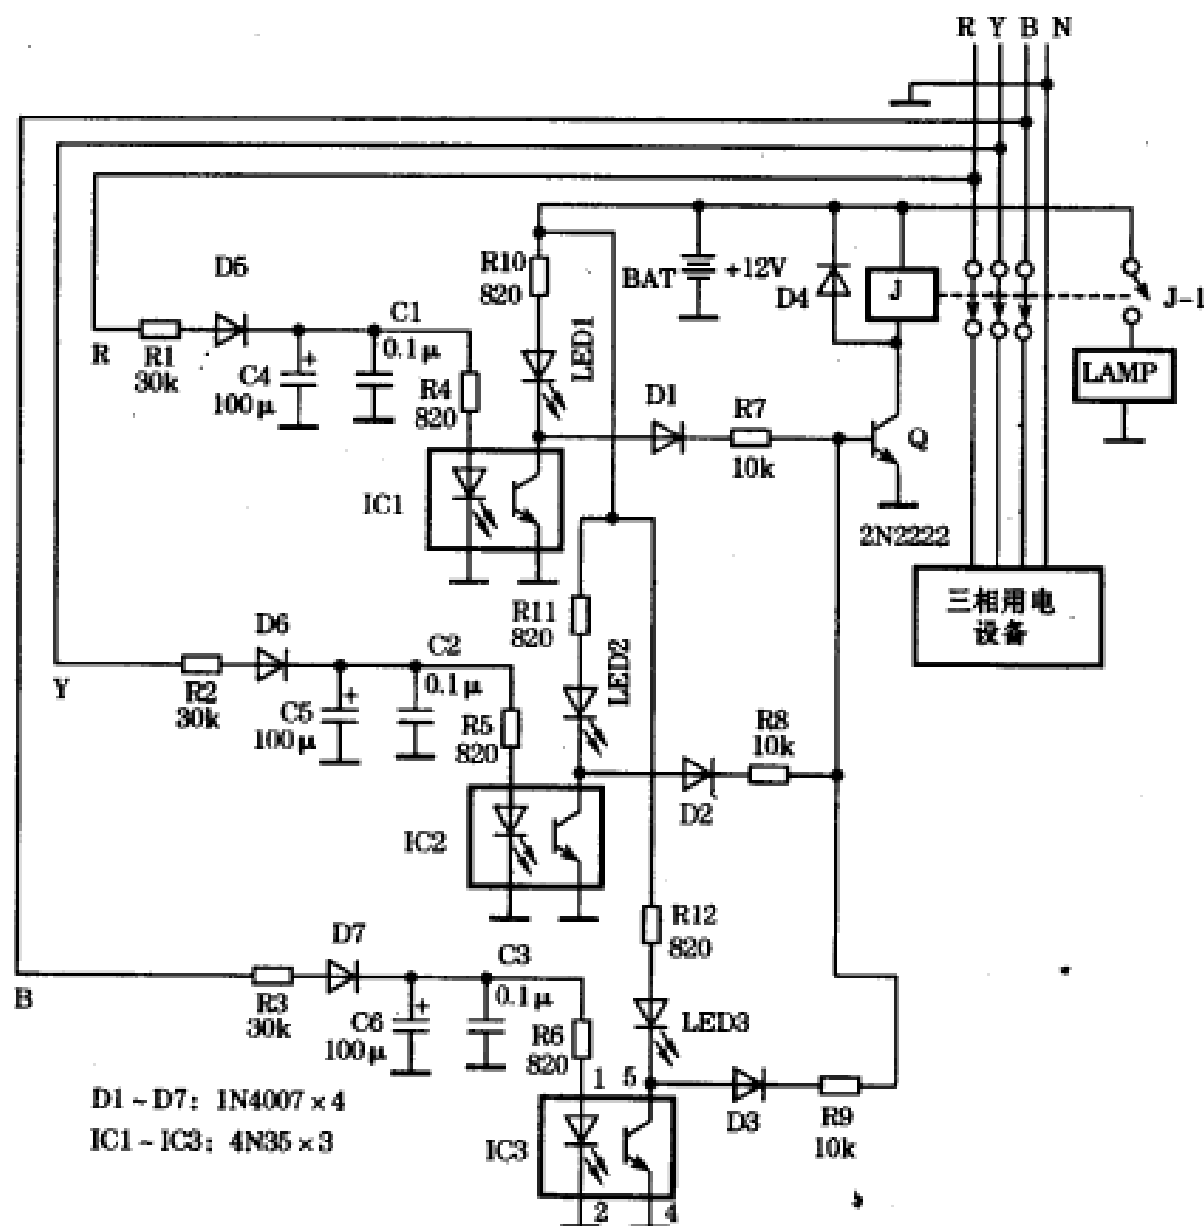 R Y B N
D5
R10
820
BAT
+12V
D4
J
J-1
C1
0.1μ
LED1
R
R1
30k
C4
100μ
R4
820
LAMP
D1
R7
10k
Q
IC1
2N2222
R11
820
三相用电
设备
D6
C2
0.1μ
LED2
Y
R2
30k
C5
100μ
R5
820
R8
10k
D2
IC2
R12
820
D7
C3
0.1μ
B
R3
30k
C6
100μ
R6
820
LED3
1 5
D3
R9
10k
D1~D7: 1N4007×4
IC1~IC3: 4N35×3
IC3
2 4